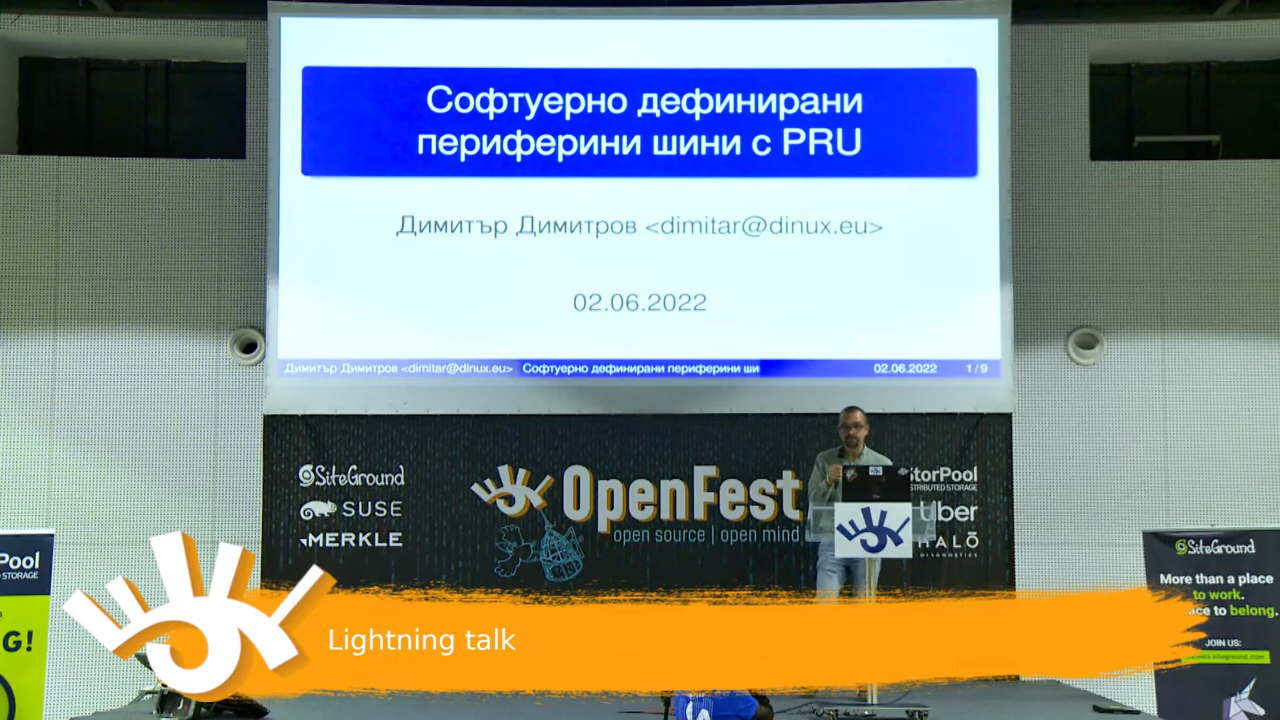 Софтуерно дефинирани
периферини шини с PRU
Димитър Димитров <dimitar@dinux.eu>
02.06.2022
Димитър Димитров <dimitar@dinux.eu> Софтуерно дефинирани периферини ши 02.06.2022 1 / 9
SiteGround
SUSE
MERKLE
OpenFest
open source | open mind
StorPool
DISTRIBUTED STORAGE
Uber
HALO
DIAGNOSTICS
Pool
STORAGE
G!
SiteGround
More than a place
to work.
ce to belong.
JOIN US:
Lightning talk